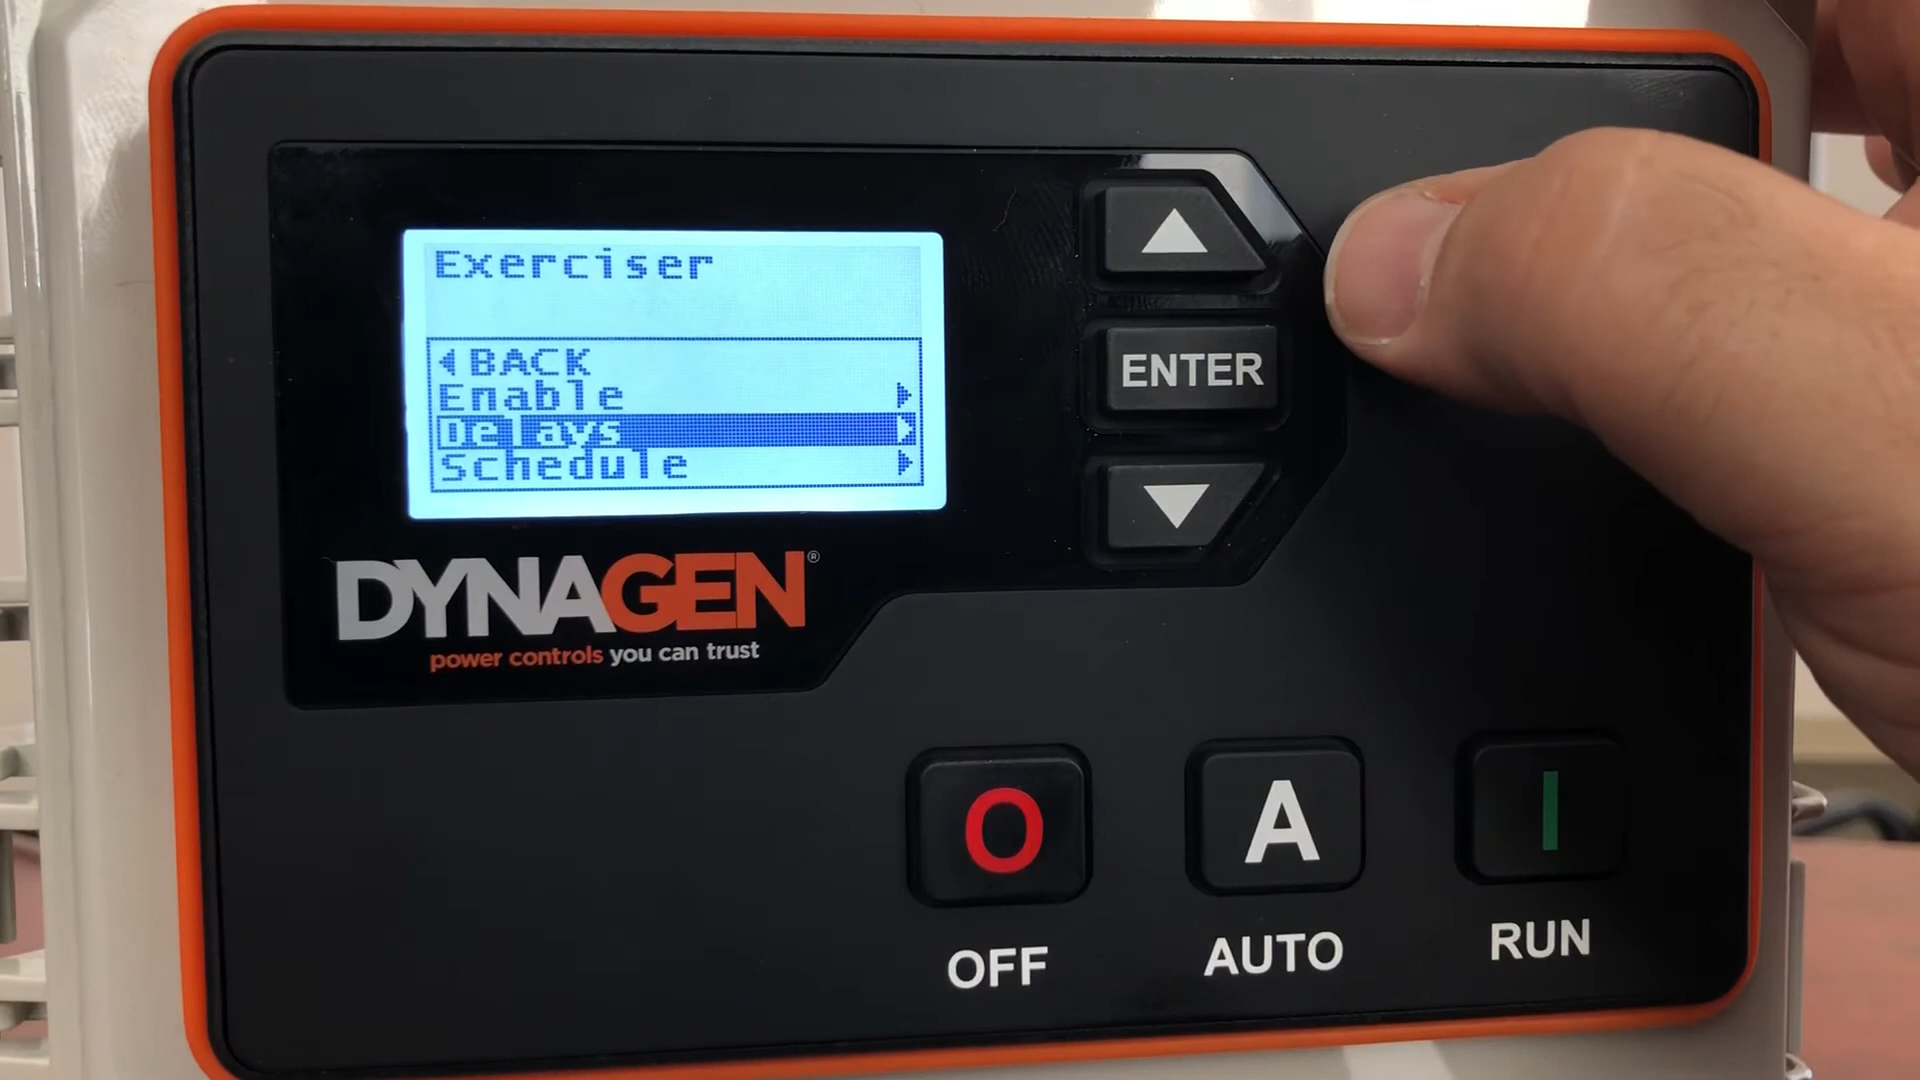 Exerciser
BACK
Enable
Delays
Schedule
ENTER
DYNAGEN®
power controls you can trust
O
A
I
OFF
AUTO
RUN